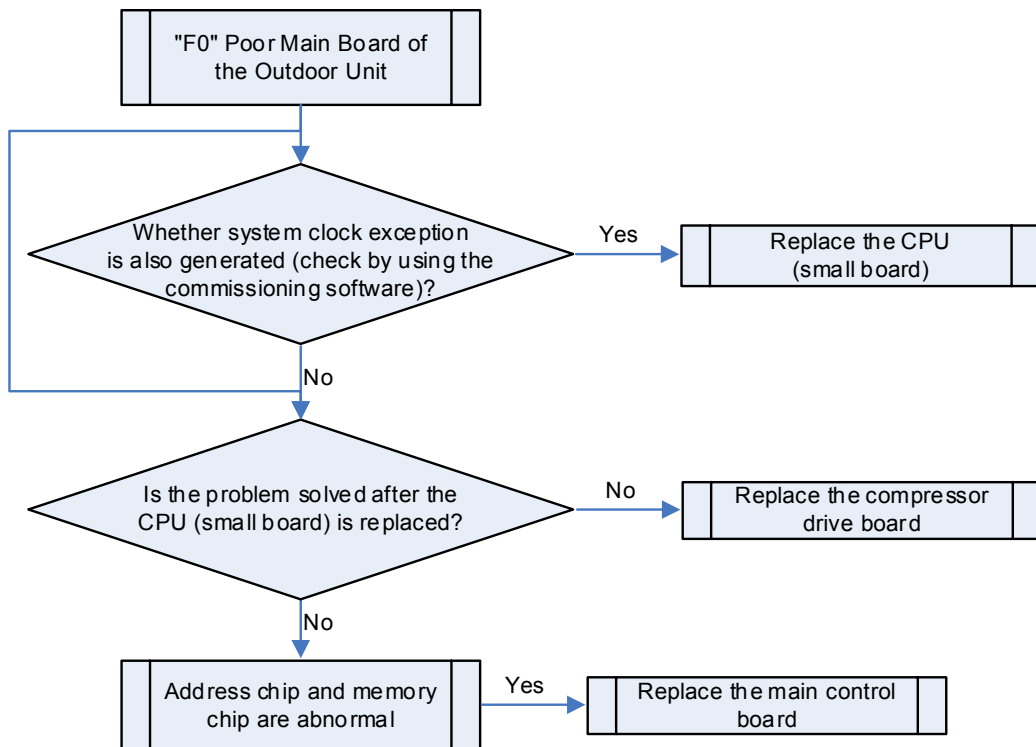 "F0" Poor Main Board of
the Outdoor Unit
Whether system clock exception
is also generated (check by using the
commissioning software)?
Yes
Replace the CPU
(small board)
No
Is the problem solved after the
CPU (small board) is replaced?
No
Replace the compressor
drive board
No
Address chip and memory
chip are abnormal
Yes
Replace the main control
board